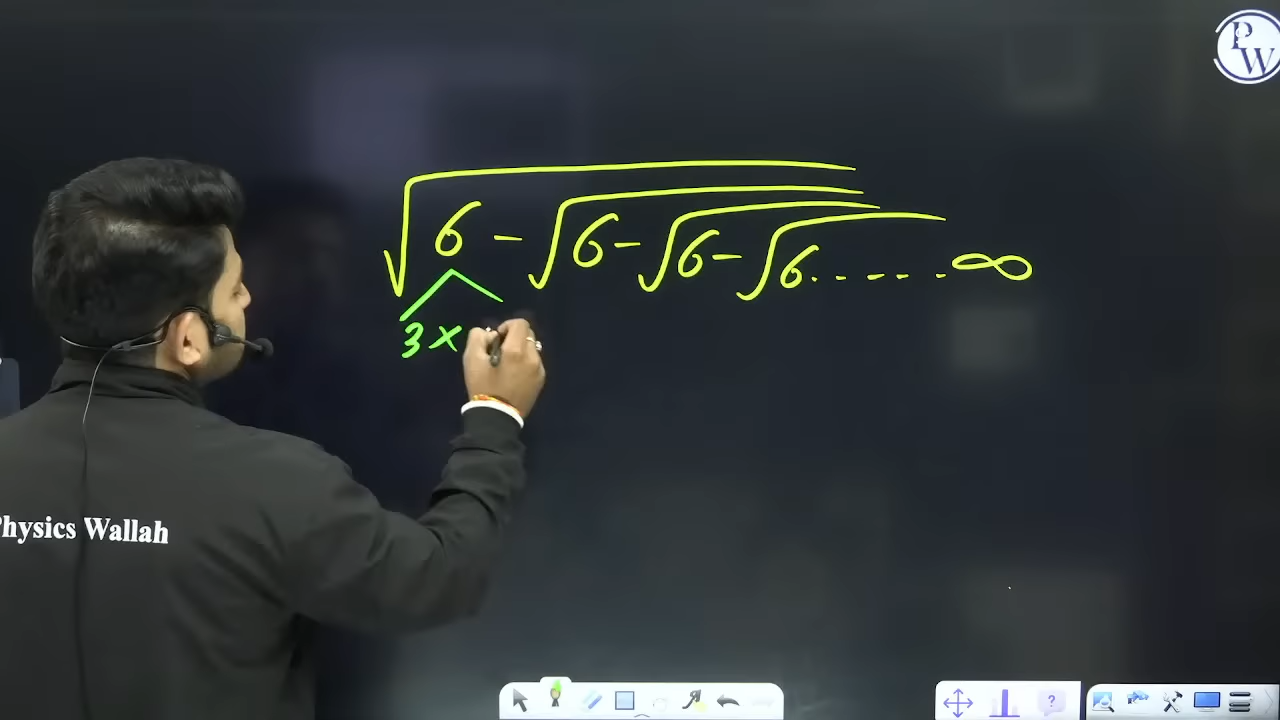 PW
√6 - √6 - √6 - √6 . . . . . ∞
3 ×
Physics Wallah